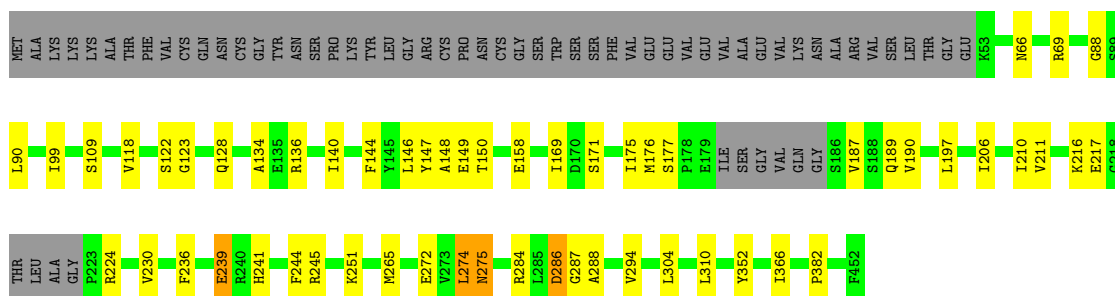 MET ALA LYS LYS LYS ALA THR PHE VAL CYS GLN ASN CYS GLY TYR ASN SER PRO LYS TYR LEU GLY ARG CYS PRO ASN CYS GLY SER TRP SER SER PHE VAL GLU GLU VAL GLU VAL ALA GLU VAL LYS ASN ALA ARG VAL SER LEU THR GLY GLU K53 N66 R69 G88 S89
L90 I99 S109 V118 S122 G123 Q128 A134 E135 R136 I140 F144 Y145 L146 Y147 A148 E149 T150 E158 I169 D170 S171 I175 M176 S177 P178 E179 ILE SER GLY VAL GLN GLY S186 V187 S188 Q189 V190 L197 I206 I210 V211 K216 E217 G218
THR LEU ALA GLY P223 R224 V230 F236 E239 R240 H241 F244 R245 K251 M265 E272 V273 L274 N275 R284 L285 D286 G287 A288 V294 L304 L310 Y352 I366 P382 F452